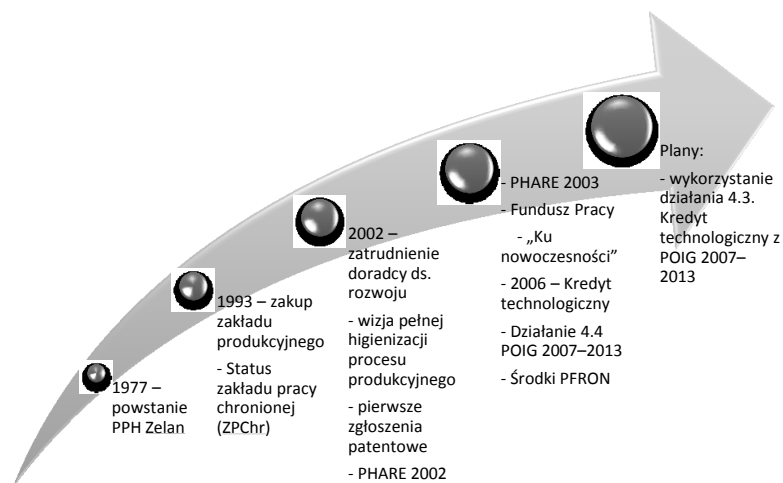 1977 –
powstanie
PPH Zelan
1993 – zakup
zakładu
produkcyjnego
- Status
zakładu pracy
chronionej
(ZPChr)
2002 –
zatrudnienie
doradcy ds.
rozwoju
- wizja pełnej
higienizacji
procesu
produkcyjnego
- pierwsze
zgłoszenia
patentowe
- PHARE 2002
- PHARE 2003
- Fundusz Pracy
- „Ku
nowoczesności”
- 2006 – Kredyt
technologiczny
- Działanie 4.4
POIG 2007–2013
- Środki PFRON
Plany:
- wykorzystanie
działania 4.3.
Kredyt
technologiczny z
POIG 2007–
2013